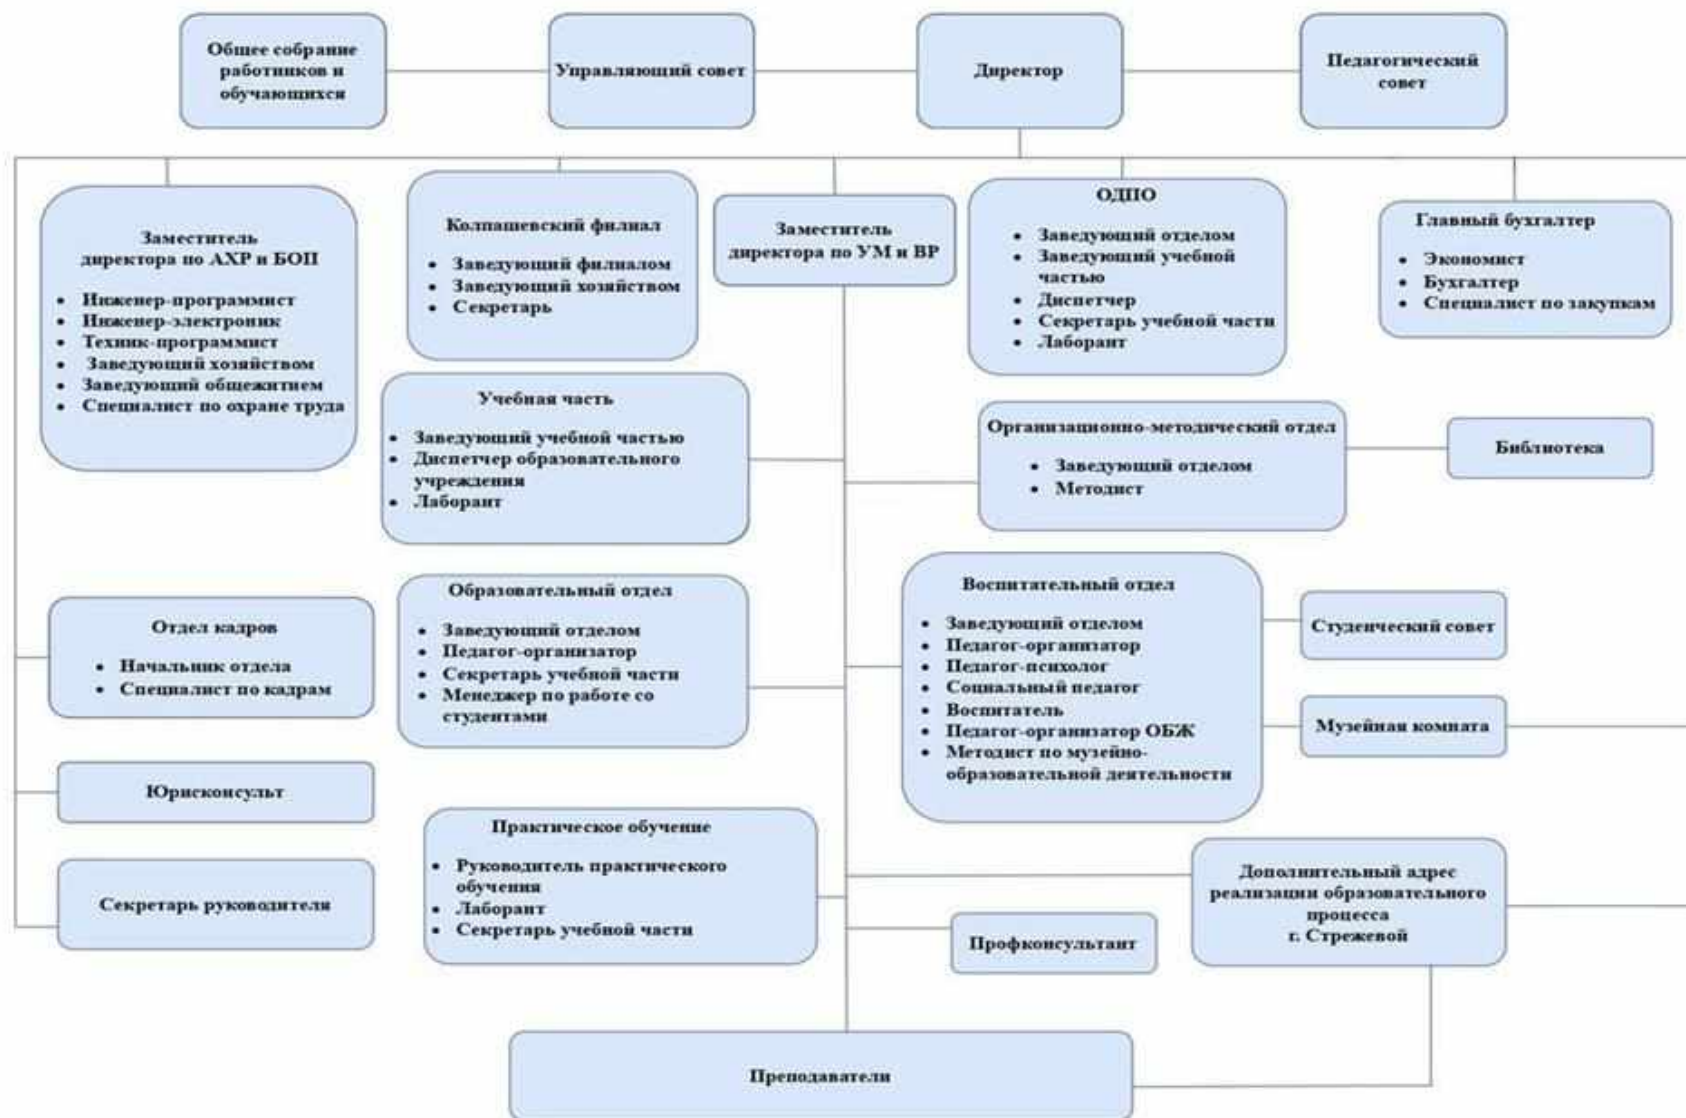 Общее собрание
работников и
обучающихся
Управляющий совет
Директор
Педагогический
совет
Заместитель
директора по АХР и БОП
• Инженер-программист
• Инженер-электроник
• Техник-программист
• Заведующий хозяйством
• Заведующий общежитием
• Специалист по охране труда
Колпашевский филиал
• Заведующий филиалом
• Заведующий хозяйством
• Секретарь
Заместитель
директора по УМ и ВР
ОДПО
• Заведующий отделом
• Заведующий учебной
частью
• Диспетчер
• Секретарь учебной части
• Лаборант
Главный бухгалтер
• Экономист
• Бухгалтер
• Специалист по закупкам
Учебная часть
• Заведующий учебной частью
• Диспетчер образовательного
учреждения
• Лаборант
Организационно-методический отдел
• Заведующий отделом
• Методист
Библиотека
Отдел кадров
• Начальник отдела
• Специалист по кадрам
Образовательный отдел
• Заведующий отделом
• Педагог-организатор
• Секретарь учебной части
• Менеджер по работе со
студентами
Воспитательный отдел
• Заведующий отделом
• Педагог-организатор
• Педагог-психолог
• Социальный педагог
• Воспитатель
• Педагог-организатор ОБЖ
• Методист по музейно-
образовательной деятельности
Студенческий совет
Музейная комната
Юрисконсульт
Секретарь руководителя
Практическое обучение
• Руководитель практического
обучения
• Лаборант
• Секретарь учебной части
Профконсультант
Дополнительный адрес
реализации образовательного
процесса
г. Стрежевой
Преподаватели